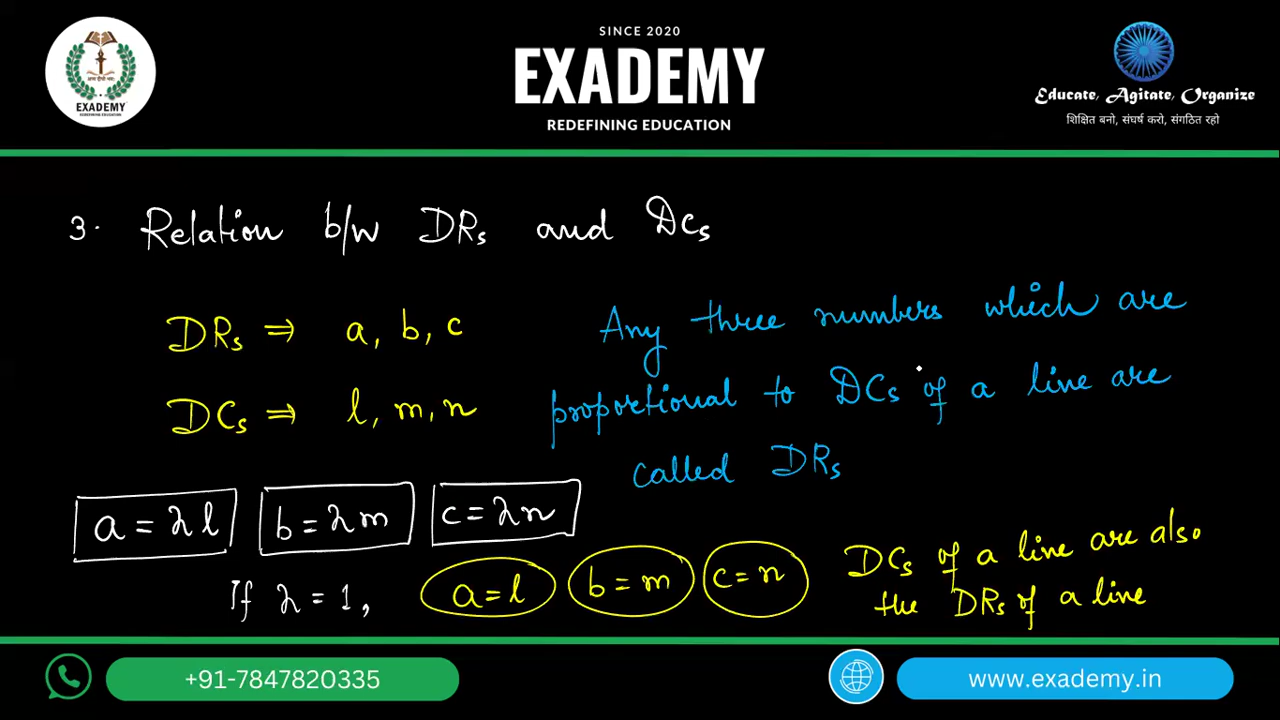 SINCE 2020
EXADEMY
REDEFINING EDUCATION
EXADEMY
REDEFINING EDUCATION
Educate, Agitate, Organize
शिक्षित बनो, संघर्ष करो, संगठित रहो
3. Relation b/w DRs and DCs
DRs ⇒ a, b, c
DCs ⇒ l, m, n
Any three numbers which are
proportional to DCs of a line are
called DRs
a = λl b = λm c = λn
If λ = 1, a = l b = m c = n
DCs of a line are also
the DRs of a line
+91-7847820335
www.exademy.in